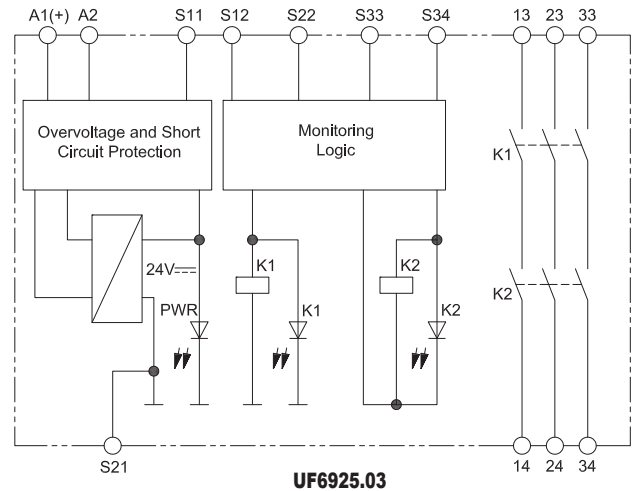 A1(+) A2 S11 S12 S22 S33 S34 13 23 33
Overvoltage and Short
Circuit Protection
Monitoring
Logic
K1
24V
K1
K2
K2
PWR
K1
K2
S21
14 24 34
UF6925.03